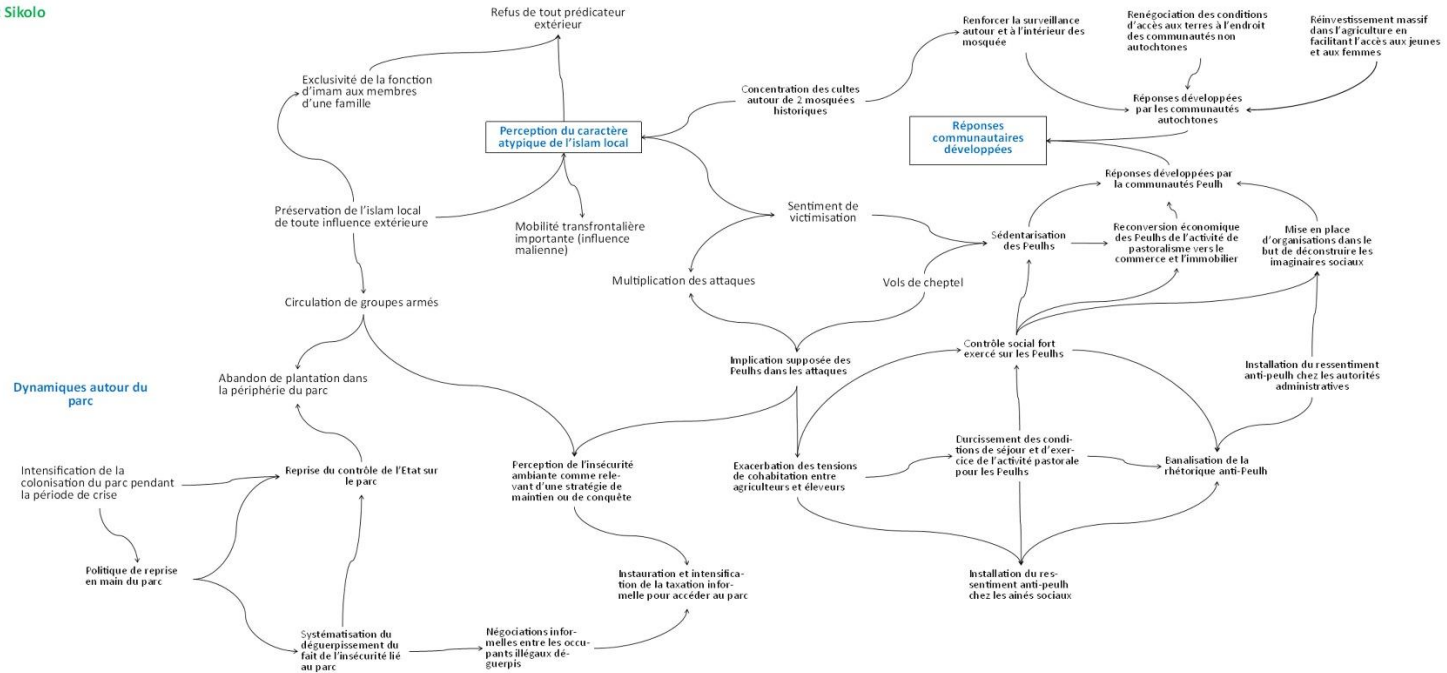 Sikolo
Refus de tout prédicateur
extérieur
Renforcer la surveillance
autour et à l'intérieur des
mosquée
Renégociation des conditions
d'accès aux terres à l'endroit
des communautés non
autochtones
Réinvestissement massif
dans l'agriculture en
facilitant l'accès aux jeunes
et aux femmes
Exclusivité de la fonction
d'imam aux membres
d'une famille
Concentration des cultes
autour de 2 mosquées
historiques
Réponses développées
par les communautés
autochtones
Perception du caractère
atypique de l'islam local
Réponses
communautaires
développées
Réponses développées par
la communautés Peulh
Préservation de l'islam local
de toute influence extérieure
Mobilité transfrontalière
importante (influence
malienne)
Sentiment de
victimisation
Sédentarisation
des Peulhs
Reconversion économique
des Peulhs de l'activité de
pastoralisme vers le
commerce et l'immobilier
Mise en place
d'organisations dans le
but de déconstruire les
imaginaires sociaux
Multiplication des attaques
Vols de cheptel
Circulation de groupes armés
Implication supposée des
Peulhs dans les attaques
Contrôle social fort
exercé sur les Peulhs
Installation du ressentiment
anti-peulh chez les autorités
administratives
Dynamiques autour du
parc
Abandon de plantation dans
la périphérie du parc
Intensification de la
colonisation du parc pendant
la période de crise
Reprise du contrôle de l'Etat sur
le parc
Perception de l'insécurité
ambiante comme rele-
vant d'une stratégie de
maintien ou de conquête
Exacerbation des tensions
de cohabitation entre
agriculteurs et éleveurs
Durcissement des condi-
tions de séjour et d'exer-
cice de l'activité pastorale
pour les Peulhs
Banalisation de la
rhétorique anti-Peulh
Politique de reprise
en main du parc
Instauration et intensifica-
tion de la taxation infor-
melle pour accéder au parc
Installation du res-
sentiment anti-peulh
chez les ainés sociaux
Systématisation du
déguerpissement du
fait de l'insécurité lié
au parc
Négociations infor-
melles entre les occu-
pants illégaux dé-
guerpis